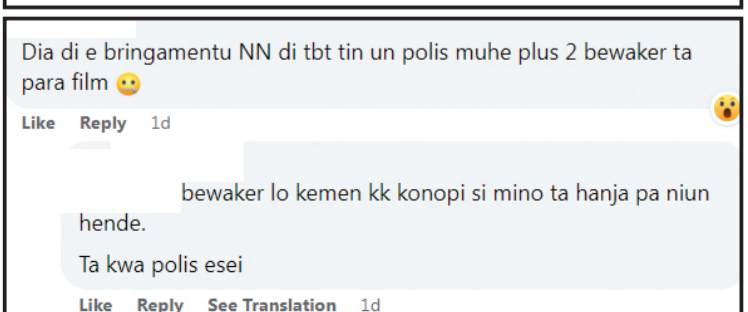 Dia di e bringamentu NN di tbt tin un polis muhe plus 2 bewaker ta
para film 🤐
Like Reply 1d
bewaker lo kemen kk konopi si mino ta hanja pa niun
hende.
Ta kwa polis esei
Like Reply See Translation 1d